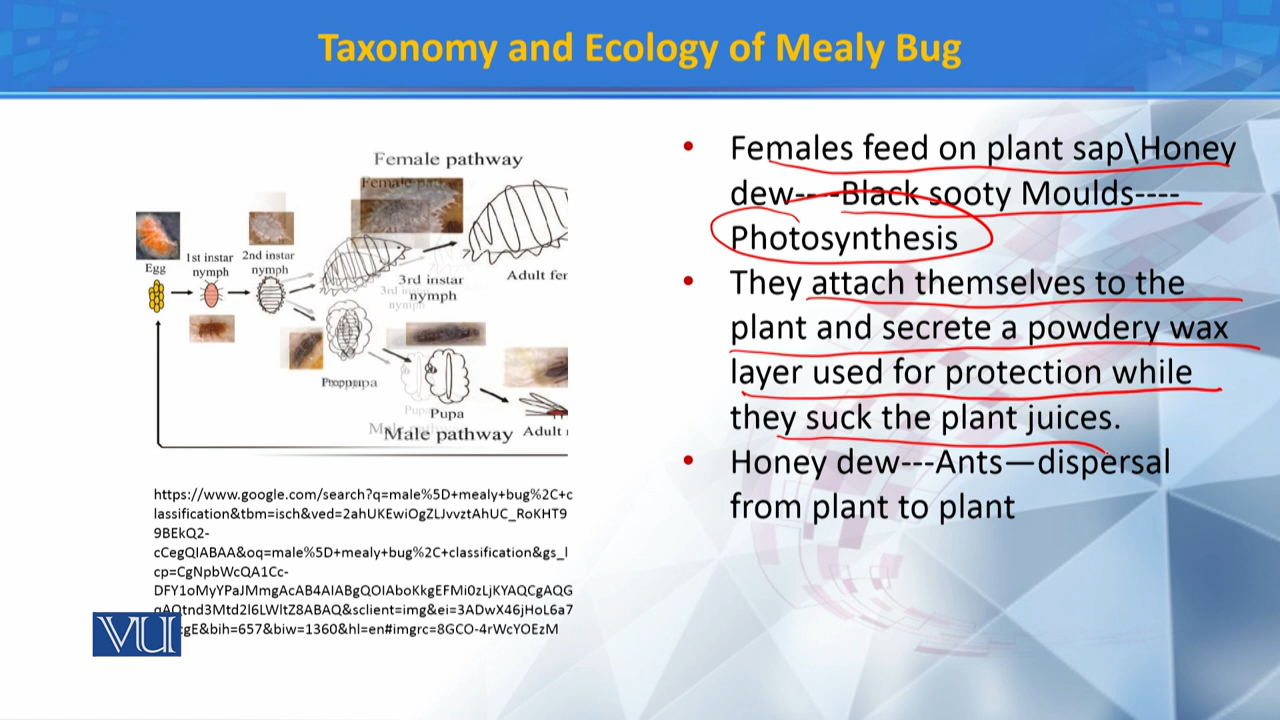 Taxonomy and Ecology of Mealy Bug
Female pathway
Egg
1st instar
nymph
2nd instar
nymph
3rd instar
nymph
Adult fer
Pupa
Male pathway
Adult
• Females feed on plant sap\Honey
dew----Black sooty Moulds----
Photosynthesis
• They attach themselves to the
plant and secrete a powdery wax
layer used for protection while
they suck the plant juices.
• Honey dew---Ants—dispersal
from plant to plant
https://www.google.com/search?q=male%5D+mealy+bug%2C+c
lassification&tbm=isch&ved=2ahUKEwiOgZLJvvztAhUC_RoKHT9
9BEkQ2-
cCegQIABAA&oq=male%5D+mealy+bug%2C+classification&gs_l
cp=CgNpbWcQA1Cc-
DFY1oMyYPaJMmgAcAB4AIABgQOIAboKkgEFMi0zLjKYAQCgAQG
qAQtnd3Mtd2l6LWltZ8ABAQ&sclient=img&ei=3ADwX46jHoL6a7
cgE&bih=657&biw=1360&hl=en#imgrc=8GCO-4rWcYOEzM
VU